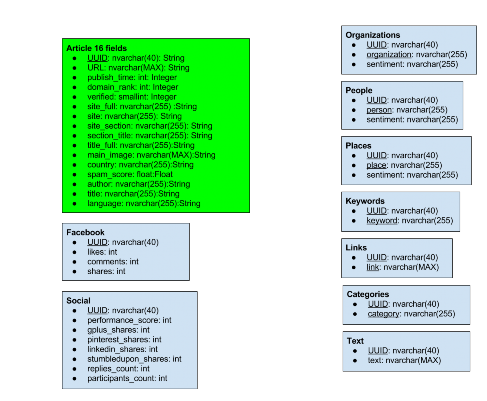 Article 16 fields
● UUID: nvarchar(40): String
● URL: nvarchar(MAX): String
● publish_time: int: Integer
● domain_rank: int: Integer
● verified: smallint: Integer
● site_full: nvarchar(255) :String
● site: nvarchar(255): String
● site_section: nvarchar(255):String
● section_title: nvarchar(255):String
● title_full: nvarchar(255):String
● main_image: nvarchar(MAX):String
● country: nvarchar(255):String
● spam_score: float:Float
● author: nvarchar(255):String
● title: nvarchar(255):String
● language: nvarchar(255):String
Facebook
● UUID: nvarchar(40)
● likes: int
● comments: int
● shares: int
Social
● UUID: nvarchar(40)
● performance_score: int
● gplus_shares: int
● pinterest_shares: int
● linkedin_shares: int
● stumbledupon_shares: int
● replies_count: int
● participants_count: int
Organizations
● UUID: nvarchar(40)
● organization: nvarchar(255)
● sentiment: nvarchar(255)
People
● UUID: nvarchar(40)
● person: nvarchar(255)
● sentiment: nvarchar(255)
Places
● UUID: nvarchar(40)
● place: nvarchar(255)
● sentiment: nvarchar(255)
Keywords
● UUID: nvarchar(40)
● keyword: nvarchar(255)
Links
● UUID: nvarchar(40)
● link: nvarchar(MAX)
Categories
● UUID: nvarchar(40)
● category: nvarchar(255)
Text
● UUID: nvarchar(40)
● text: nvarchar(MAX)